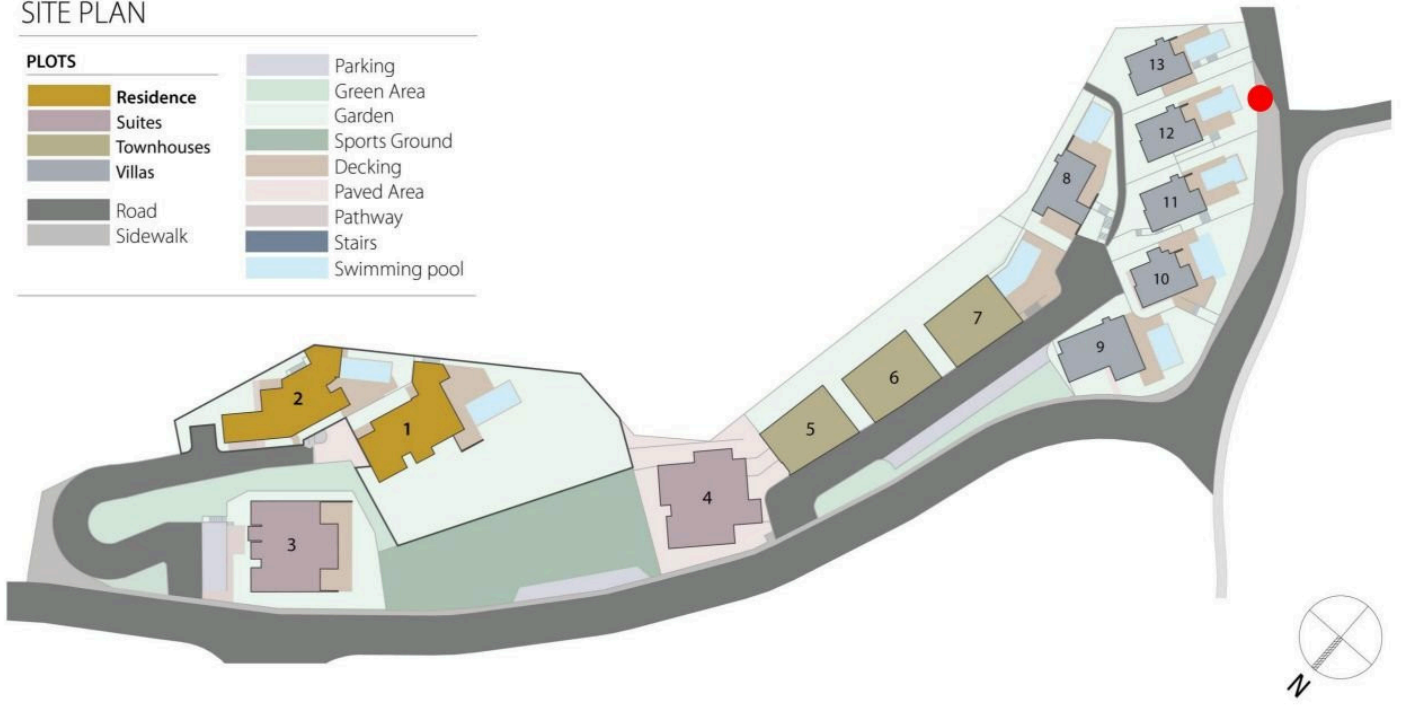 SITE PLAN
PLOTS
Residence
Suites
Townhouses
Villas
Road
Sidewalk
Parking
Green Area
Garden
Sports Ground
Decking
Paved Area
Pathway
Stairs
Swimming pool
13
12
8
11
10
7
9
6
2
1
5
4
3
N